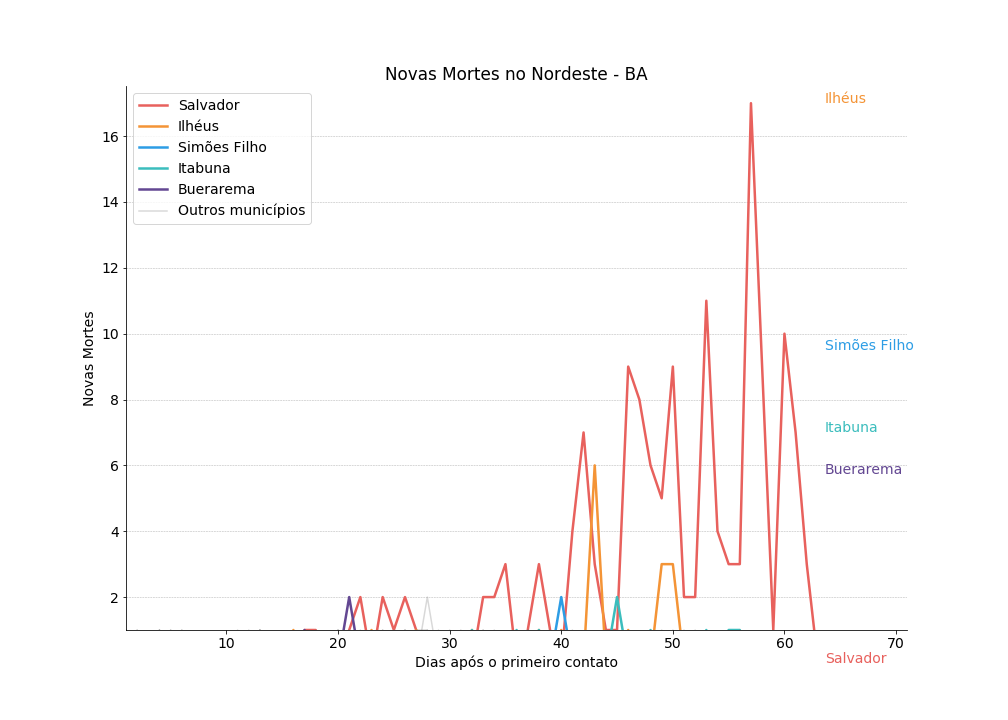 Novas Mortes no Nordeste - BA
Salvador
Ilhéus
Simões Filho
Itabuna
Buerarema
Outros municípios
Ilhéus
Simões Filho
Itabuna
Buerarema
Salvador
Novas Mortes
16
14
12
10
8
6
4
2
10 20 30 40 50 60 70
Dias após o primeiro contato